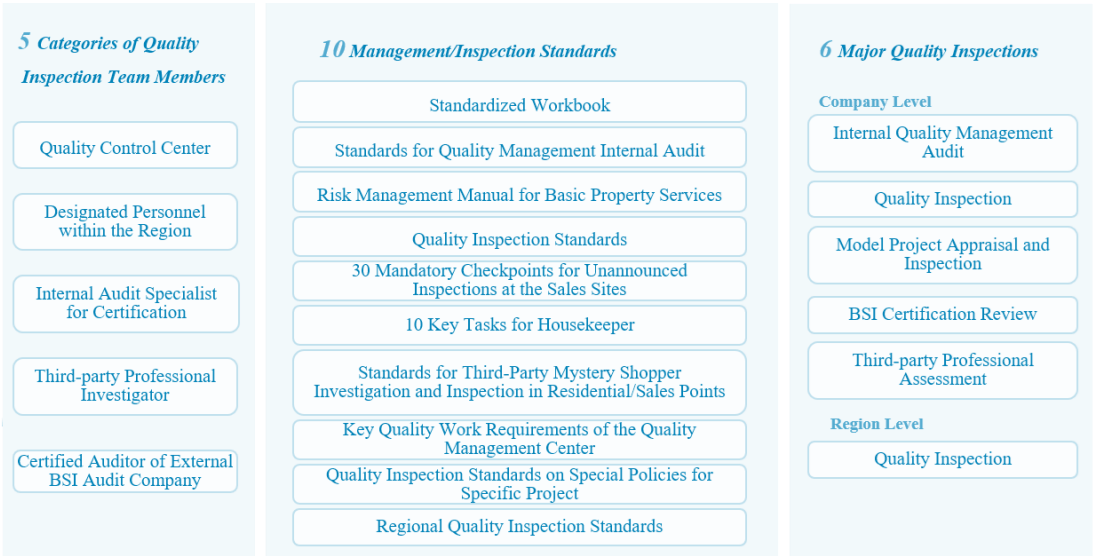 5 Categories of Quality
Inspection Team Members
Quality Control Center
Designated Personnel
within the Region
Internal Audit Specialist
for Certification
Third-party Professional
Investigator
Certified Auditor of External
BSI Audit Company
10 Management/Inspection Standards
Standardized Workbook
Standards for Quality Management Internal Audit
Risk Management Manual for Basic Property Services
Quality Inspection Standards
30 Mandatory Checkpoints for Unannounced
Inspections at the Sales Sites
10 Key Tasks for Housekeeper
Standards for Third-Party Mystery Shopper
Investigation and Inspection in Residential/Sales Points
Key Quality Work Requirements of the Quality
Management Center
Quality Inspection Standards on Special Policies for
Specific Project
Regional Quality Inspection Standards
6 Major Quality Inspections
Company Level
Internal Quality Management
Audit
Quality Inspection
Model Project Appraisal and
Inspection
BSI Certification Review
Third-party Professional
Assessment
Region Level
Quality Inspection